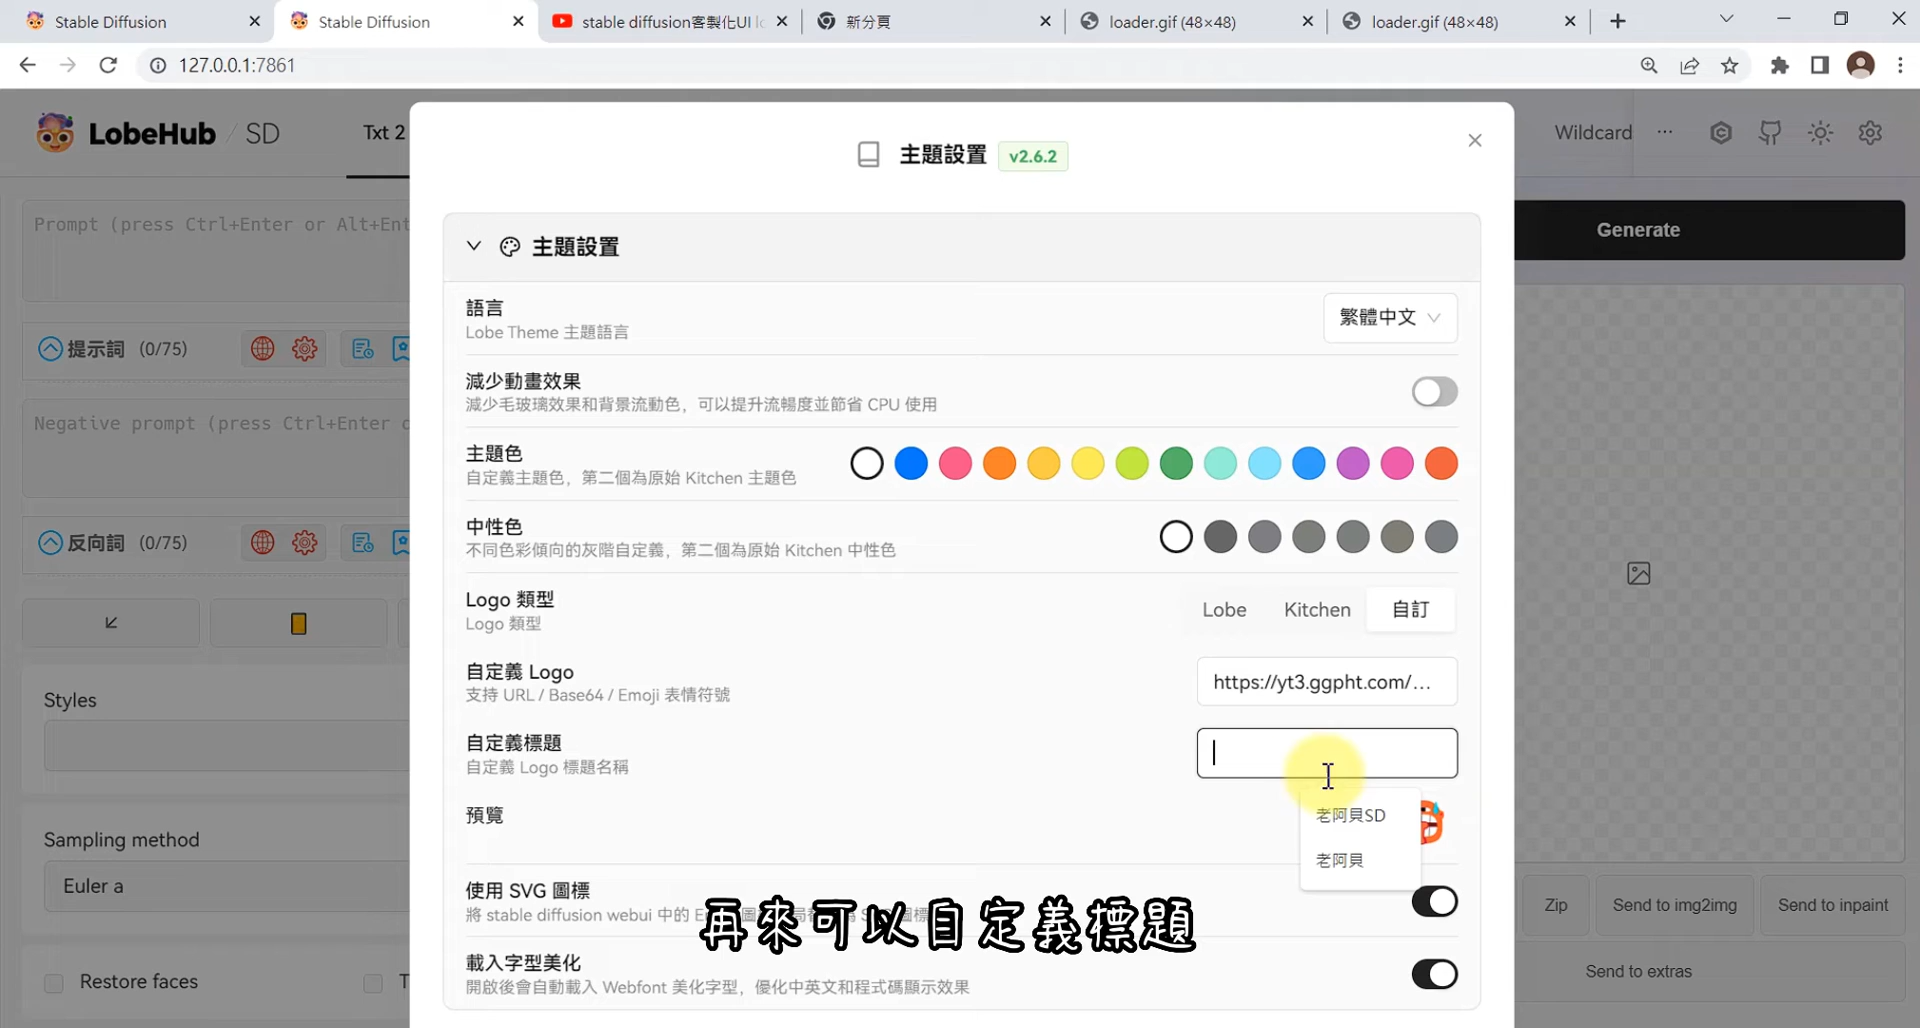 Stable Diffusion
Stable Diffusion
stable diffusion客製化UI lo
新分頁
loader.gif (48×48)
loader.gif (48×48)
127.0.0.1:7861
LobeHub / SD
Txt 2
Wildcard
主題設置 v2.6.2
Prompt (press Ctrl+Enter or Alt+Ent
Generate
主題設置
語言
Lobe Theme 主題語言
繁體中文
提示詞 (0/75)
減少動畫效果
減少毛玻璃效果和背景流動色，可以提升流暢度並節省 CPU 使用
Negative prompt (press Ctrl+Enter o
主題色
自定義主題色，第二個為原始 Kitchen 主題色
反向詞 (0/75)
中性色
不同色彩傾向的灰階自定義，第二個為原始 Kitchen 中性色
Logo 類型
Logo 類型
Lobe Kitchen 自訂
自定義 Logo
支持 URL / Base64 / Emoji 表情符號
https://yt3.ggpht.com/...
Styles
自定義標題
自定義 Logo 標題名稱
預覽
老阿貝SD
老阿貝
Sampling method
Euler a
使用 SVG 圖標
將 stable diffusion webui 中的
再來可以自定義標題
Zip
Send to img2img
Send to inpaint
載入字型美化
開啟後會自動載入 Webfont 美化字型，優化中英文和程式碼顯示效果
Restore faces
T
Send to extras